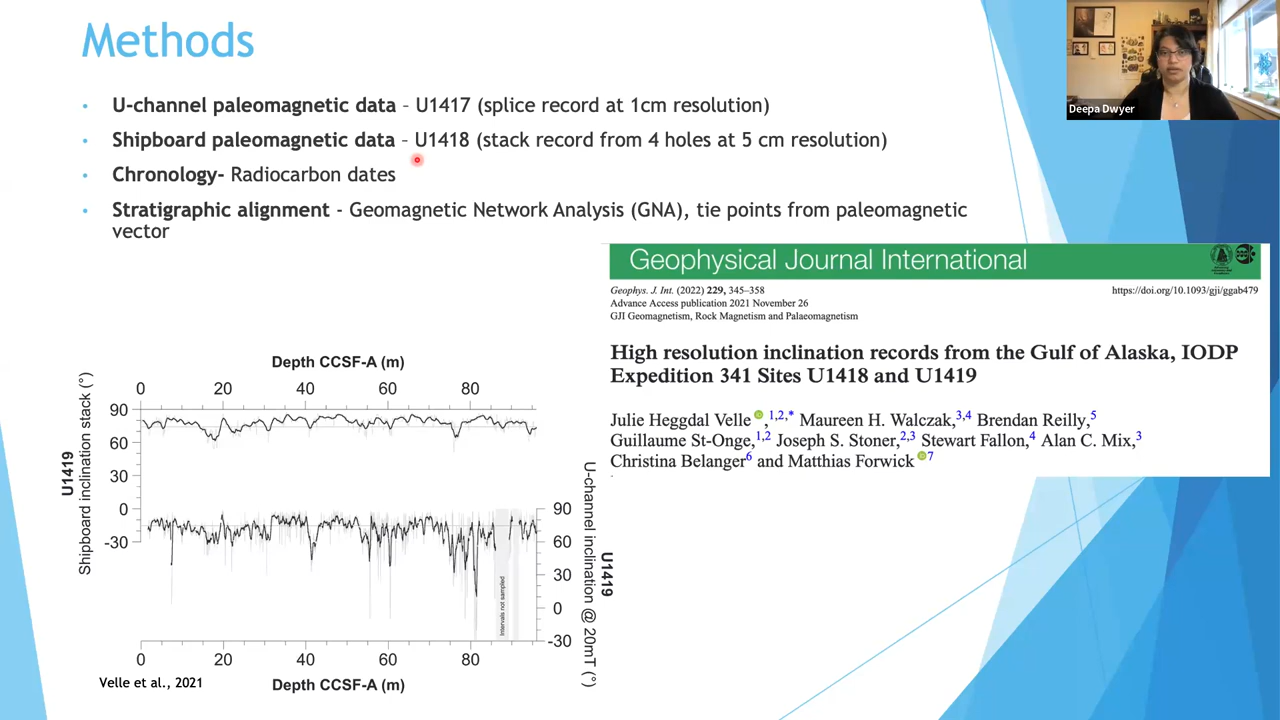 Methods
Deepa Dwyer
• U-channel paleomagnetic data – U1417 (splice record at 1cm resolution)
• Shipboard paleomagnetic data – U1418 (stack record from 4 holes at 5 cm resolution)
• Chronology- Radiocarbon dates
• Stratigraphic alignment - Geomagnetic Network Analysis (GNA), tie points from paleomagnetic
vector
Geophysical Journal International
Geophys. J. Int. (2022) 229, 345–358
https://doi.org/10.1093/gji/ggab479
Advance Access publication 2021 November 26
GJI Geomagnetism, Rock Magnetism and Palaeomagnetism
High resolution inclination records from the Gulf of Alaska, IODP
Expedition 341 Sites U1418 and U1419
Julie Heggdal Velle,1,2,* Maureen H. Walczak,3,4 Brendan Reilly,5
Guillaume St-Onge,1,2 Joseph S. Stoner,2,3 Stewart Fallon,4 Alan C. Mix,3
Christina Belanger6 and Matthias Forwick7
Depth CCSF-A (m)
0 20 40 60 80
90
60
30
0
-30
U1419
Shipboard inclination stack (°)
90
60
30
0
-30
U-channel inclination @ 20mT (°)
U1419
Intervals not sampled
0 20 40 60 80
Depth CCSF-A (m)
Velle et al., 2021